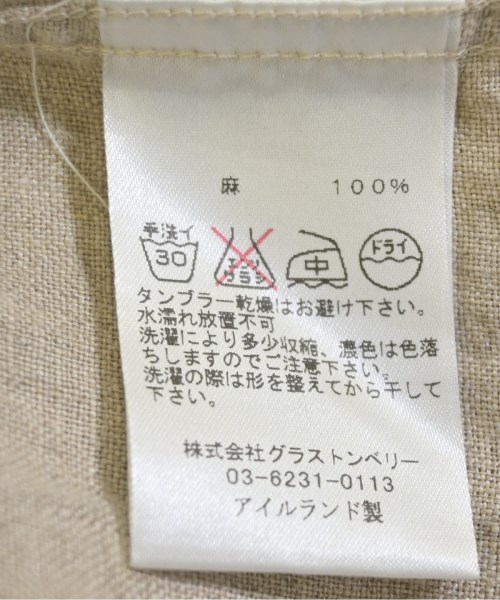 麻 100%
手洗イ
30
エンソ
サラシ
中
ドライ
タンブラー乾燥はお避け下さい。
水濡れ放置不可
洗濯により多少収縮、濃色は色落
ちしますのでご注意下さい。
洗濯の際は形を整えてから干して
下さい。
株式会社グラストンベリー
03-6231-0113
アイルランド製